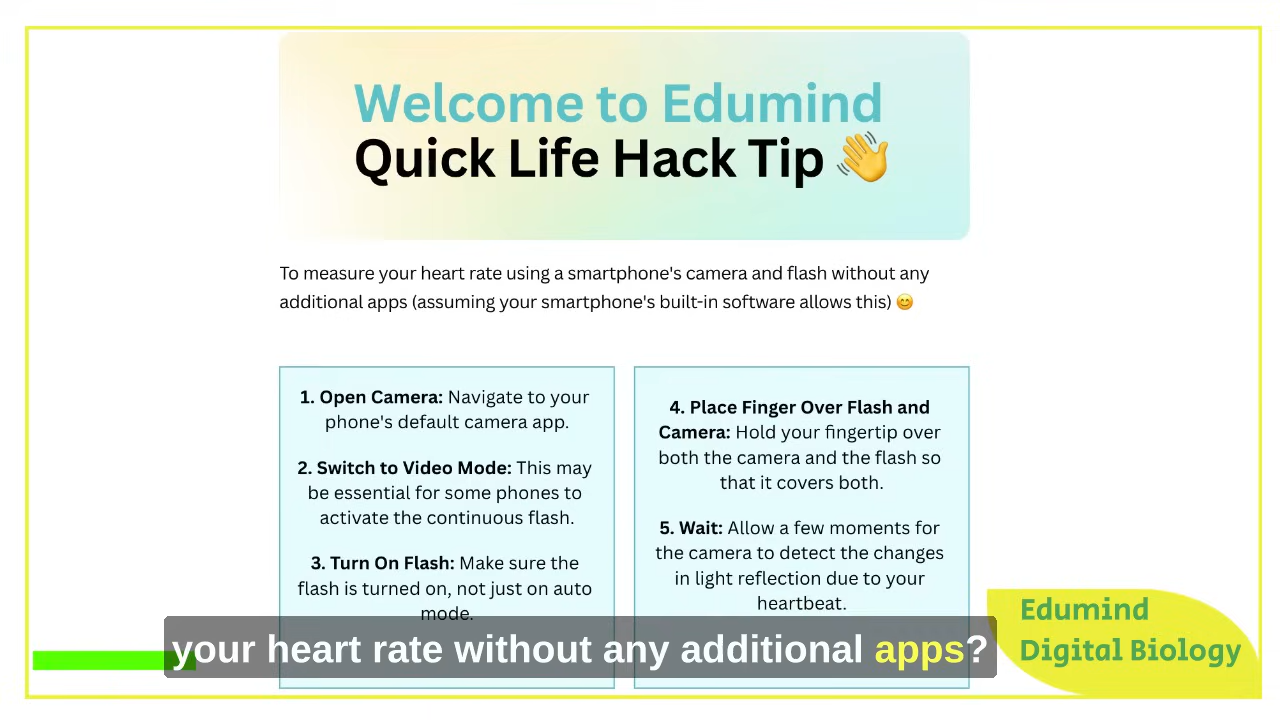 Welcome to Edumind
Quick Life Hack Tip 👋
To measure your heart rate using a smartphone's camera and flash without any
additional apps (assuming your smartphone's built-in software allows this) 😊
1. Open Camera: Navigate to your
phone's default camera app.
2. Switch to Video Mode: This may
be essential for some phones to
activate the continuous flash.
3. Turn On Flash: Make sure the
flash is turned on, not just on auto
mode.
4. Place Finger Over Flash and
Camera: Hold your fingertip over
both the camera and the flash so
that it covers both.
5. Wait: Allow a few moments for
the camera to detect the changes
in light reflection due to your
heartbeat.
your heart rate without any additional apps?
Edumind
Digital Biology